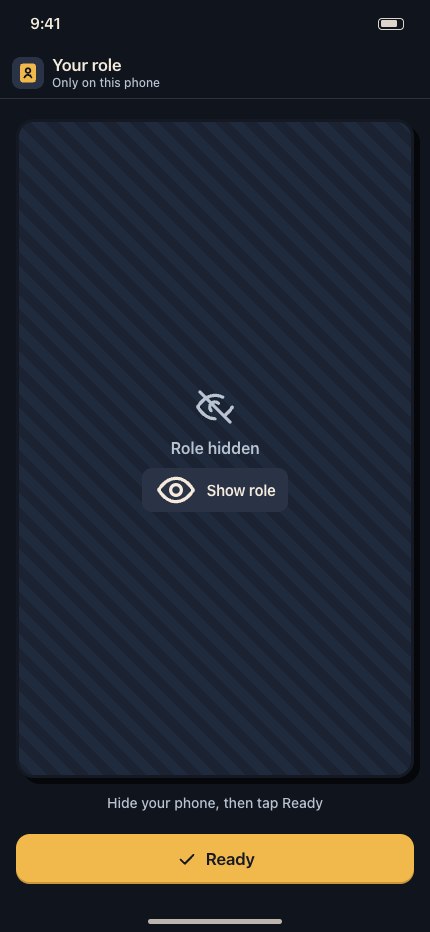 9:41
Your role
Only on this phone
Role hidden
Show role
Hide your phone, then tap Ready
Ready